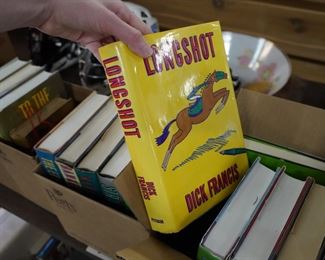 LONGSHOT
DICK FRANCIS
LONGSHOT
DICK
FRANCIS
TO THE